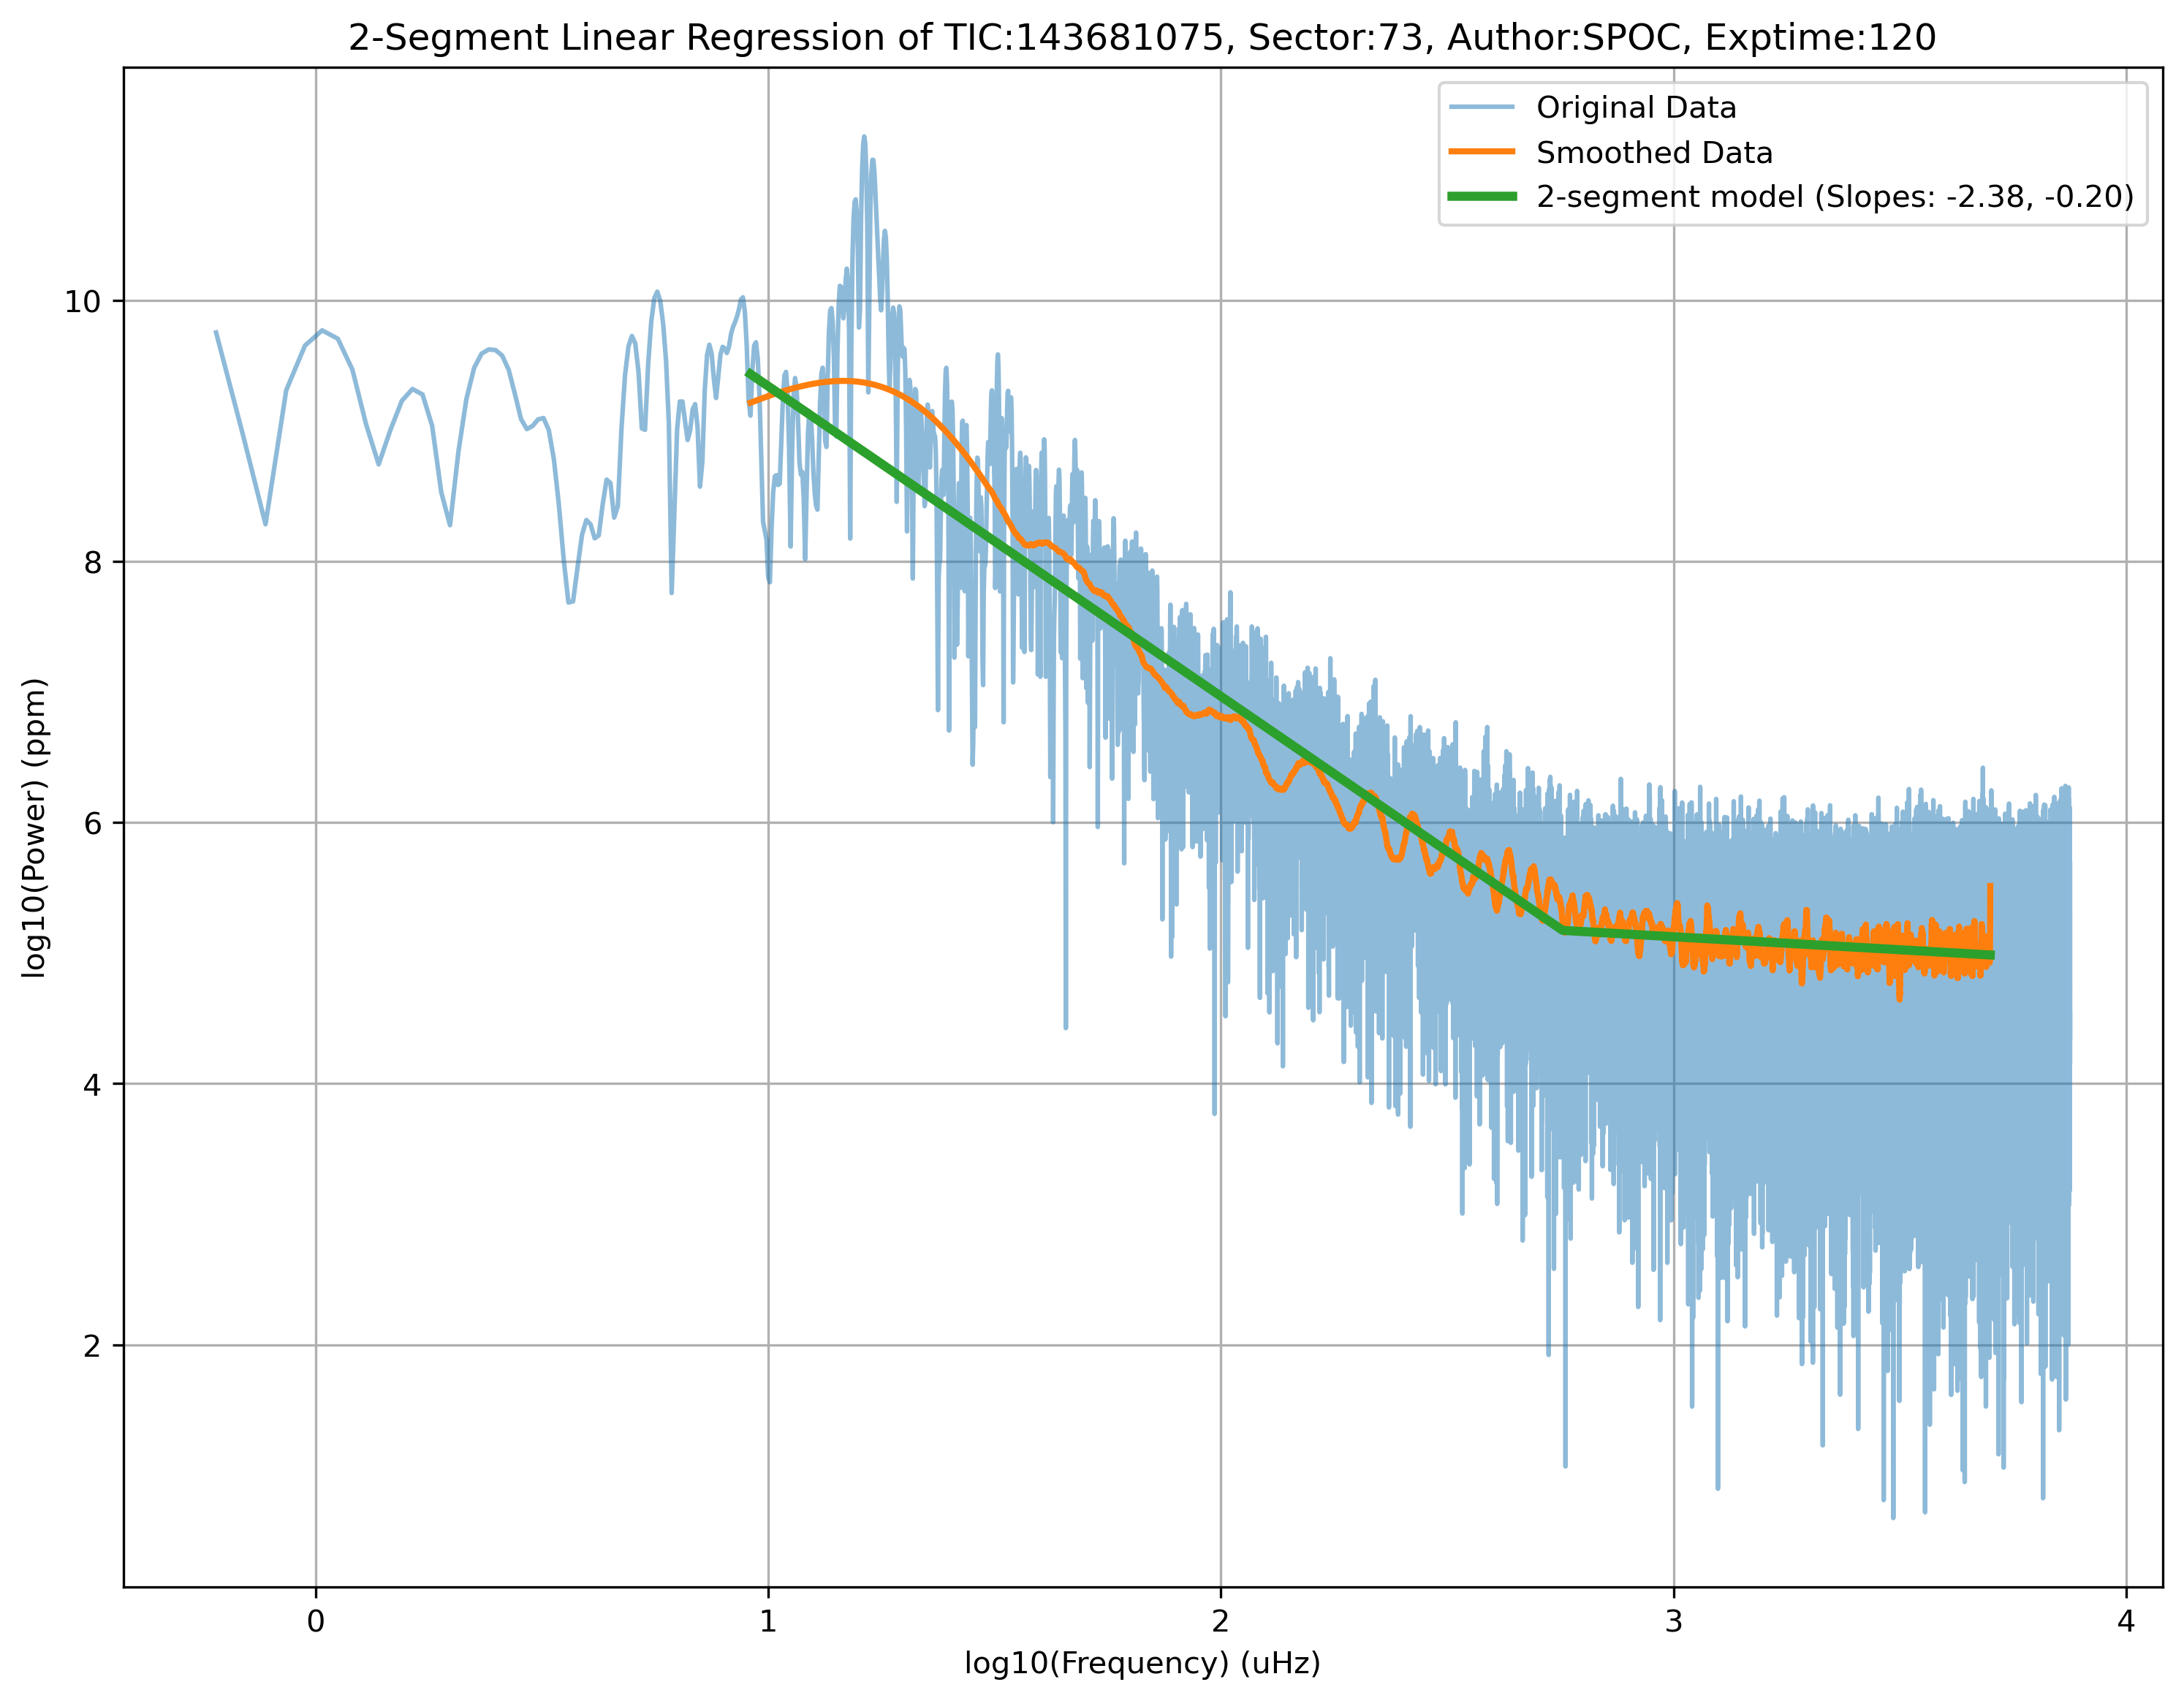 2-Segment Linear Regression of TIC:143681075, Sector:73, Author:SPOC, Exptime:120
Original Data
Smoothed Data
2-segment model (Slopes: -2.38, -0.20)
log10(Power) (ppm)
10
8
6
4
2
0 1 2 3 4
log10(Frequency) (uHz)